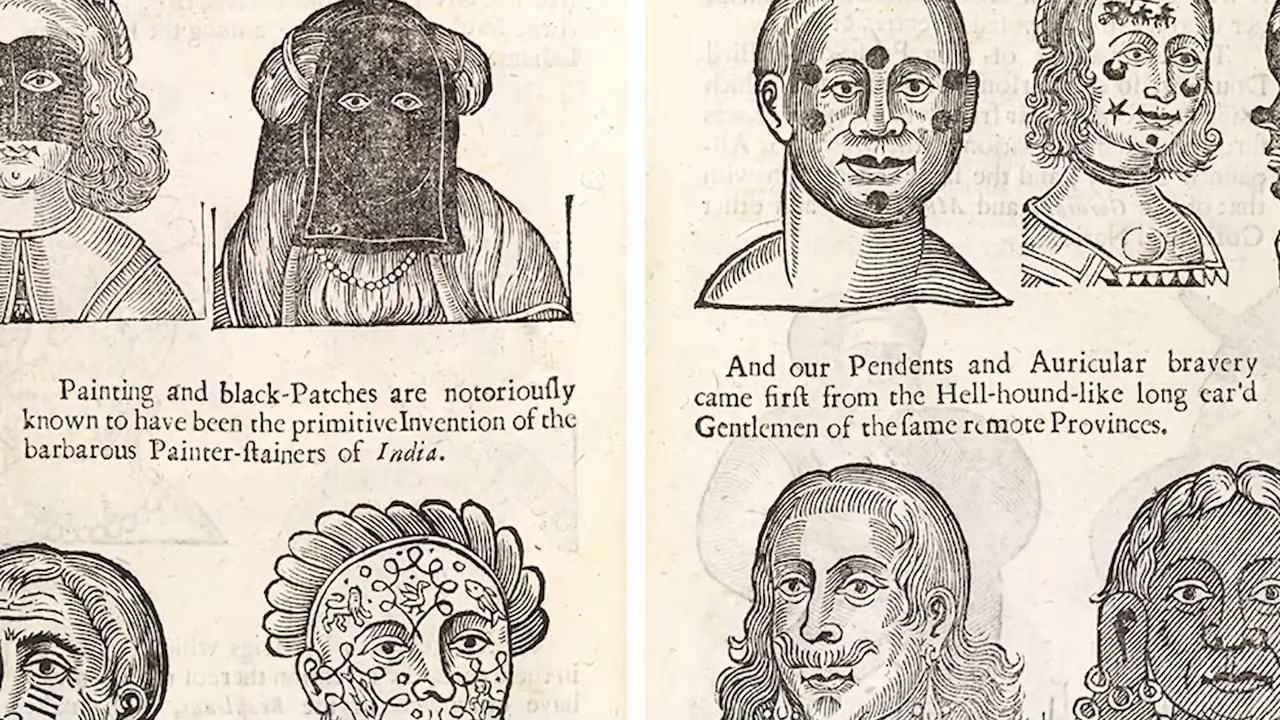 Painting and black-Patches are notoriouſly
known to have been the primitive Invention of the
barbarous Painter-ſtainers of India.
And our Pendents and Auricular bravery
came firſt from the Hell-hound-like long ear'd
Gentlemen of the ſame remote Provinces.